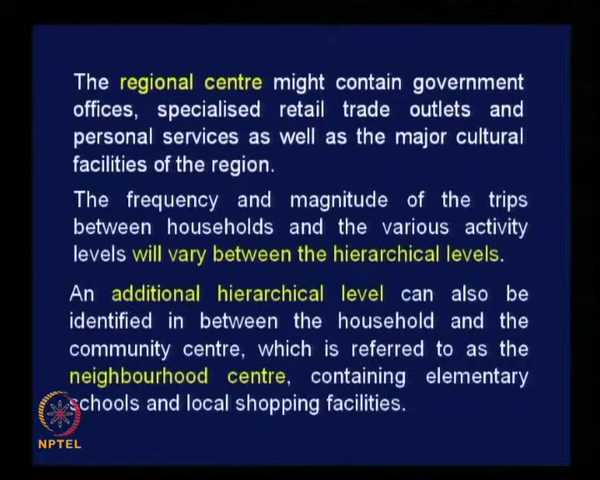 The regional centre might contain government
offices, specialised retail trade outlets and
personal services as well as the major cultural
facilities of the region.
The frequency and magnitude of the trips
between households and the various activity
levels will vary between the hierarchical levels.
An additional hierarchical level can also be
identified in between the household and the
community centre, which is referred to as the
neighbourhood centre, containing elementary
schools and local shopping facilities.
NPTEL